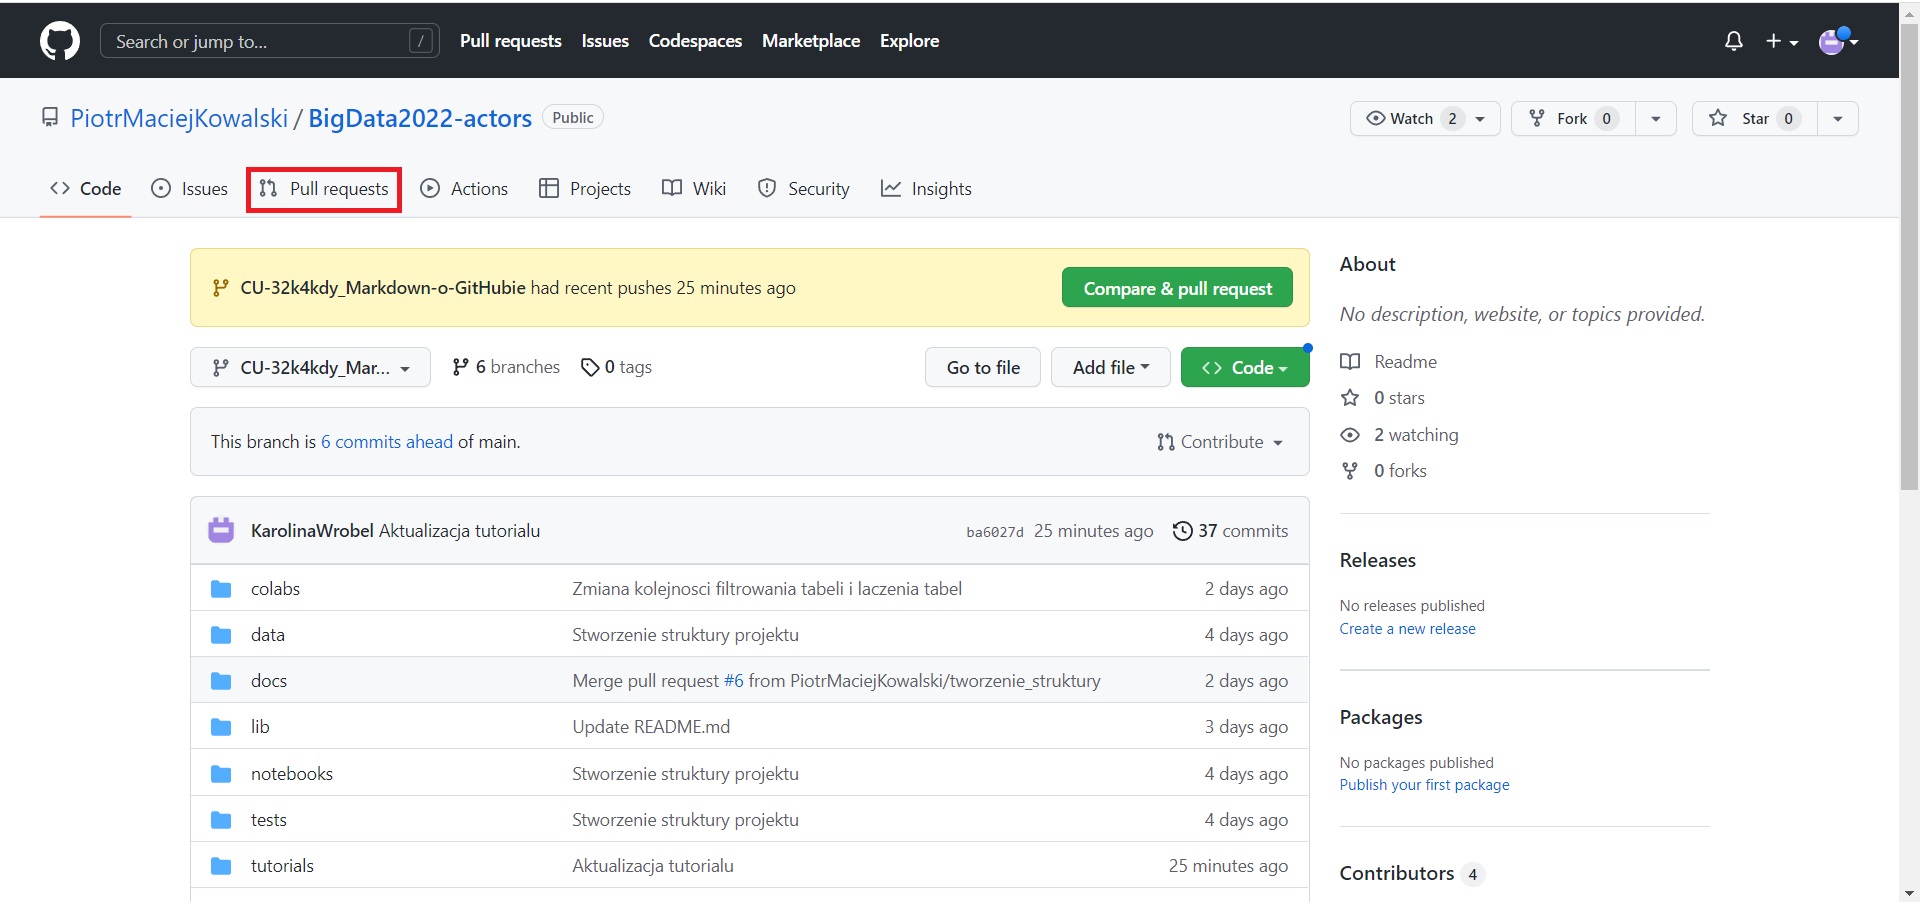 Search or jump to... /
Pull requests Issues Codespaces Marketplace Explore
PiotrMaciejKowalski / BigData2022-actors Public
Watch 2 Fork 0 Star 0
Code Issues Pull requests Actions Projects Wiki Security Insights
CU-32k4kdy_Markdown-o-GitHubie had recent pushes 25 minutes ago
Compare & pull request
CU-32k4kdy_Mar... 6 branches 0 tags
Go to file Add file Code
This branch is 6 commits ahead of main.
Contribute
KarolinaWrobel Aktualizacja tutorialu ba6027d 25 minutes ago 37 commits
colabs Zmiana kolejnosci filtrowania tabeli i laczenia tabel 2 days ago
data Stworzenie struktury projektu 4 days ago
docs Merge pull request #6 from PiotrMaciejKowalski/tworzenie_struktury 2 days ago
lib Update README.md 3 days ago
notebooks Stworzenie struktury projektu 4 days ago
tests Stworzenie struktury projektu 4 days ago
tutorials Aktualizacja tutorialu 25 minutes ago
About
No description, website, or topics provided.
Readme
0 stars
2 watching
0 forks
Releases
No releases published
Create a new release
Packages
No packages published
Publish your first package
Contributors 4